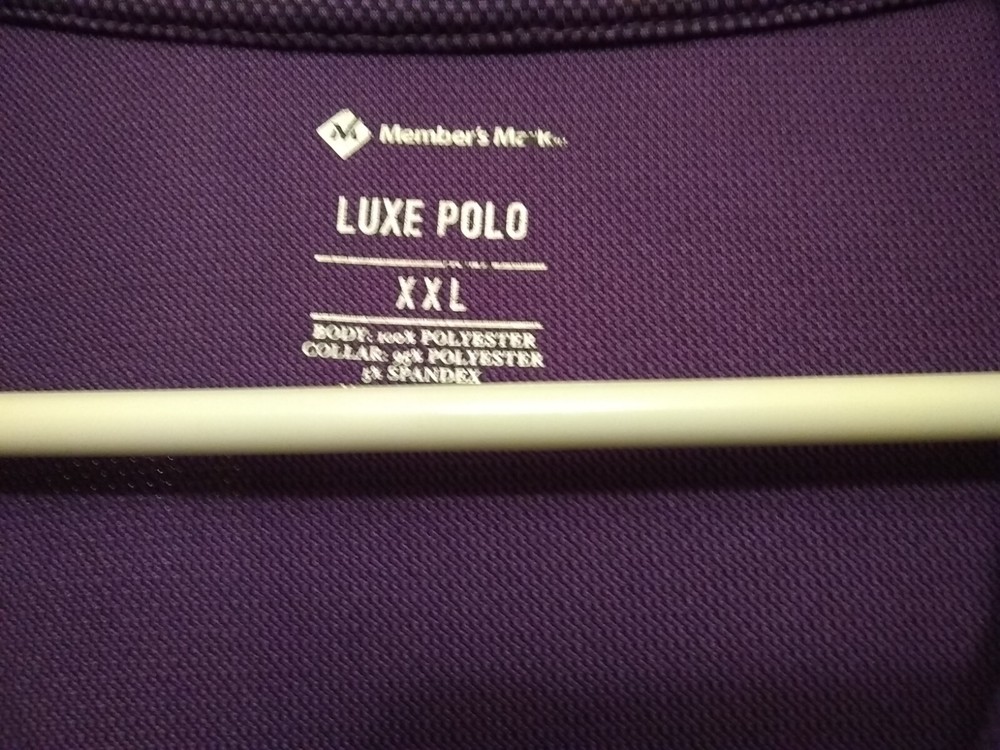 M Member's Mark
LUXE POLO
XXL
BODY: 100% POLYESTER
COLLAR: 95% POLYESTER
5% SPANDEX